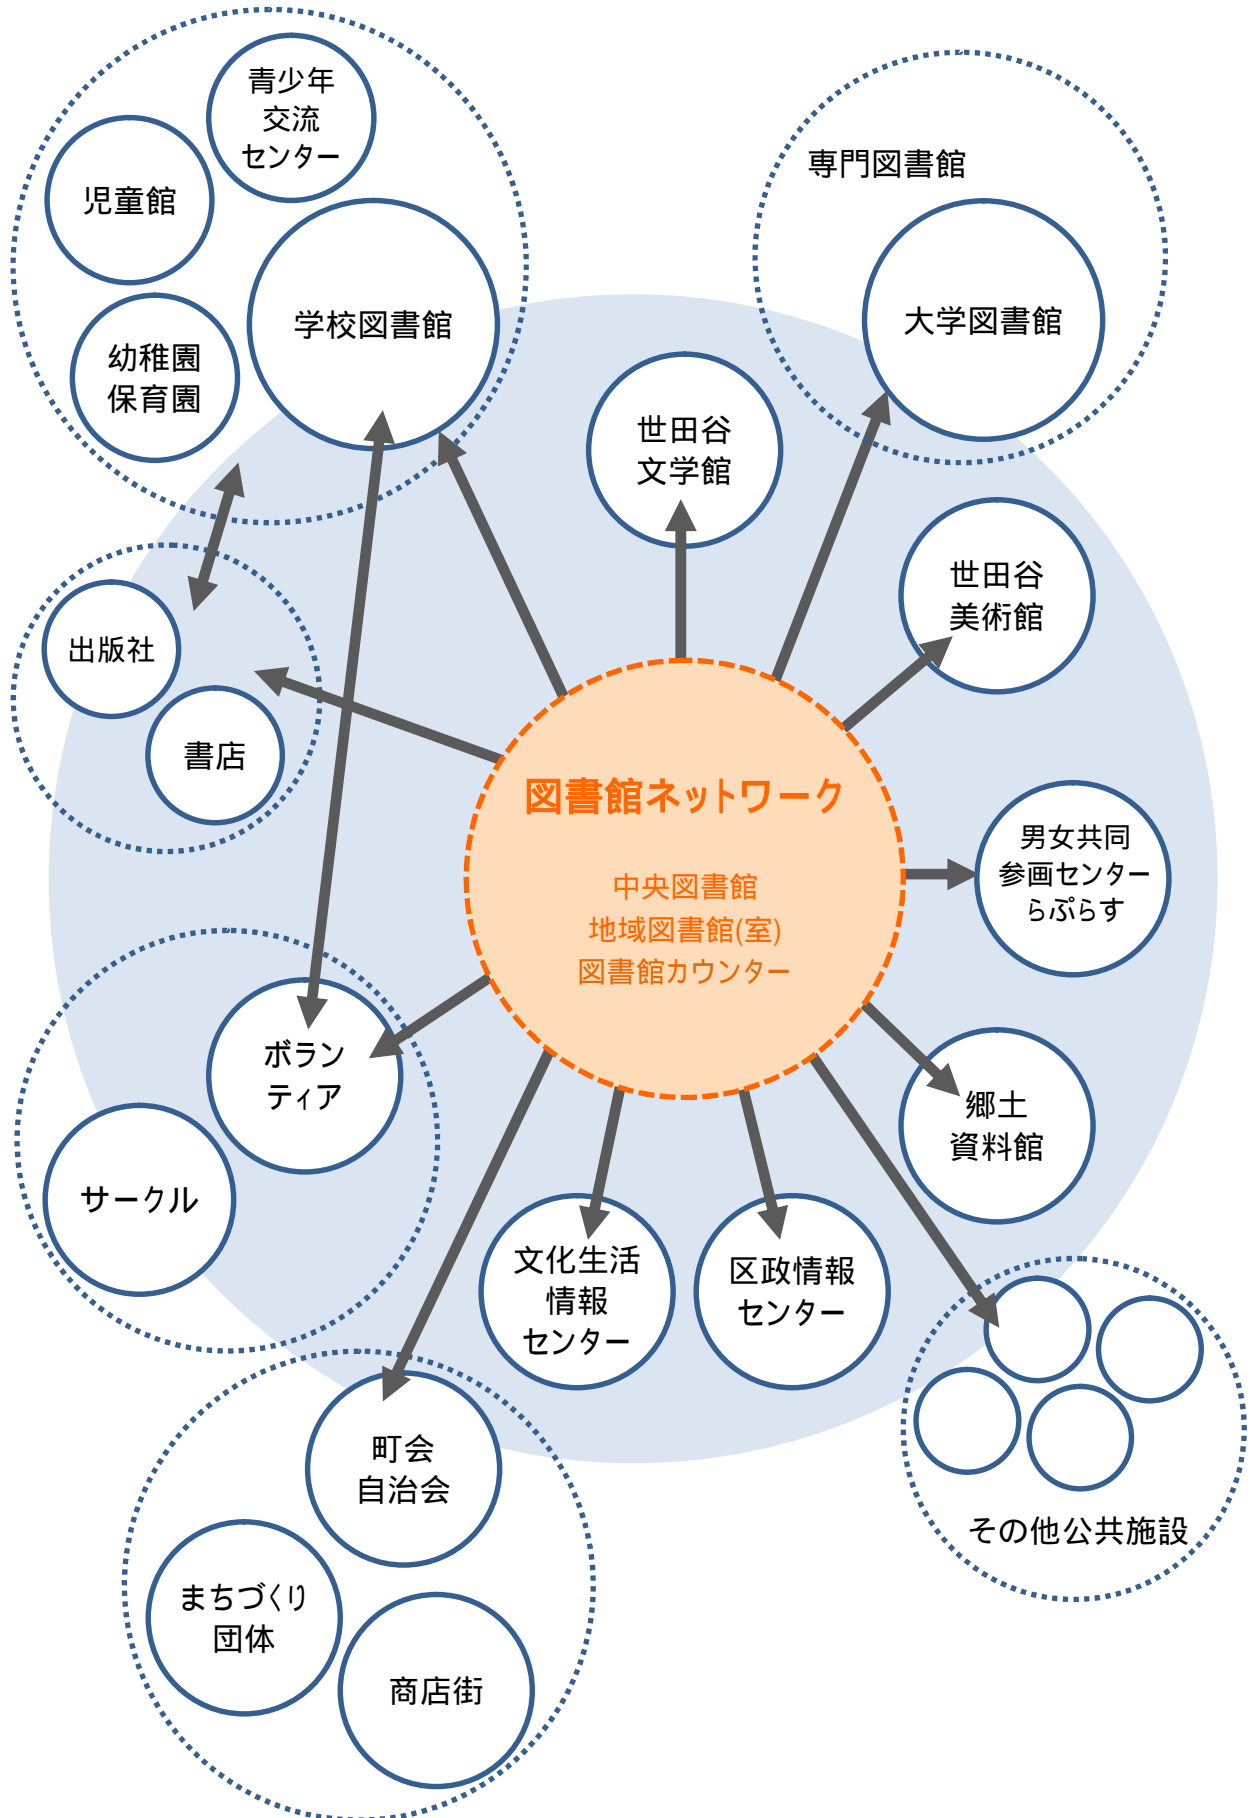 青少年
交流
センター
児童館
学校図書館
幼稚園
保育園
専門図書館
大学図書館
世田谷
文学館
世田谷
美術館
出版社
書店
図書館ネットワーク
中央図書館
地域図書館(室)
図書館カウンター
男女共同
参画センター
らぷらす
ボラン
ティア
サークル
郷土
資料館
文化生活
情報
センター
区政情報
センター
町会
自治会
まちづくり
団体
商店街
その他公共施設